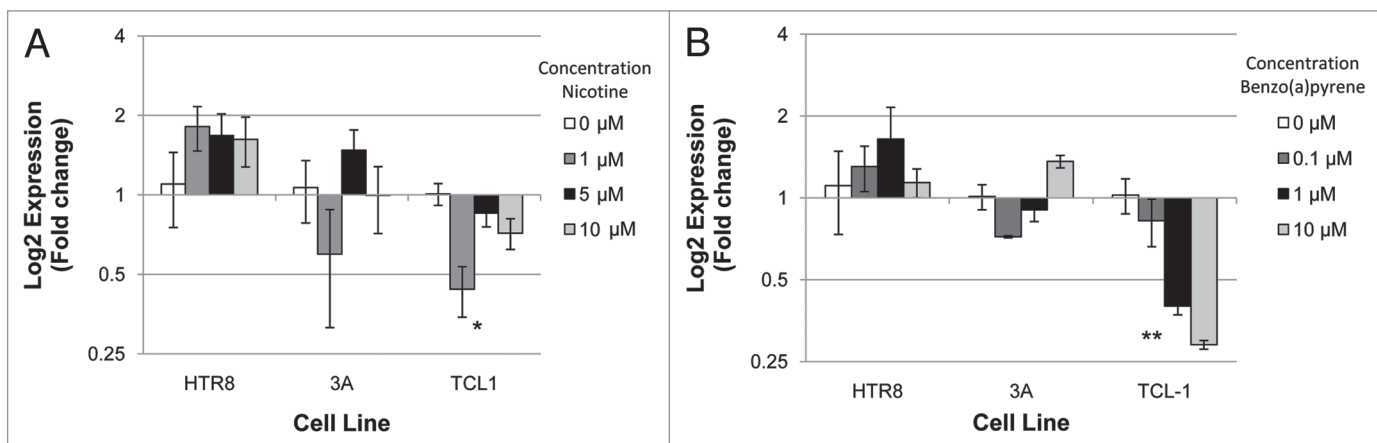 A
4
2
1
0.5
0.25
Log2 Expression
(Fold change)
HTR8 3A TCL1
Cell Line
*
Concentration
Nicotine
0 µM
1 µM
5 µM
10 µM
B
4
2
1
0.5
0.25
Log2 Expression
(Fold change)
HTR8 3A TCL-1
Cell Line
**
Concentration
Benzo(a)pyrene
0 µM
0.1 µM
1 µM
10 µM